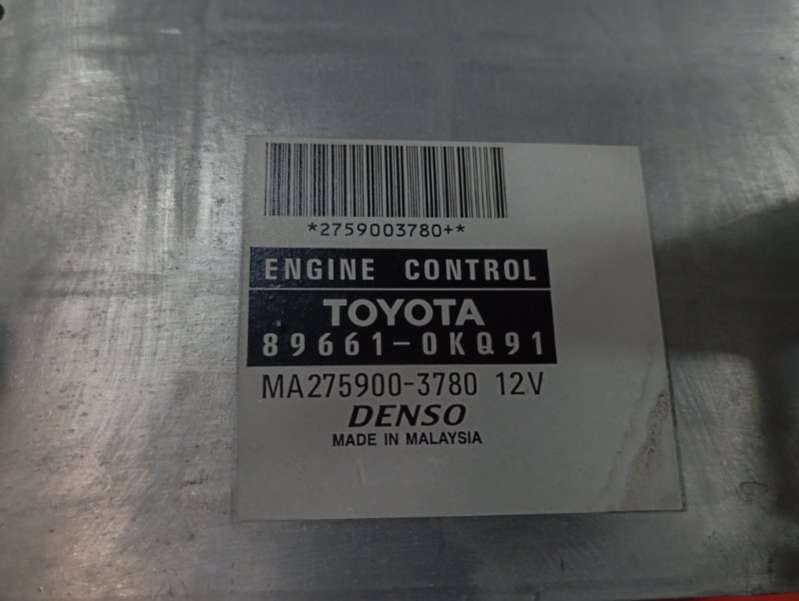 *2759003780+*
ENGINE CONTROL
TOYOTA
89661-0KQ91
MA275900-3780 12V
DENSO
MADE IN MALAYSIA